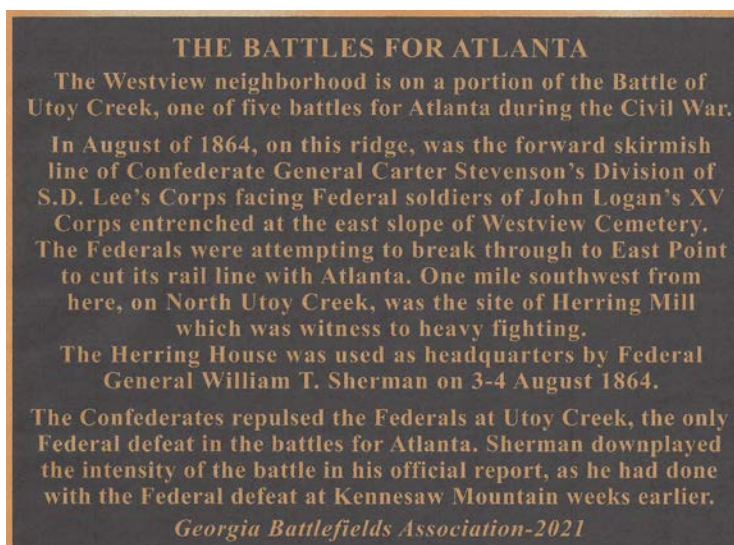 THE BATTLES FOR ATLANTA
The Westview neighborhood is on a portion of the Battle of
Utoy Creek, one of five battles for Atlanta during the Civil War.
In August of 1864, on this ridge, was the forward skirmish
line of Confederate General Carter Stevenson's Division of
S.D. Lee's Corps facing Federal soldiers of John Logan's XV
Corps entrenched at the east slope of Westview Cemetery.
The Federals were attempting to break through to East Point
to cut its rail line with Atlanta. One mile southwest from
here, on North Utoy Creek, was the site of Herring Mill
which was witness to heavy fighting.
The Herring House was used as headquarters by Federal
General William T. Sherman on 3-4 August 1864.
The Confederates repulsed the Federals at Utoy Creek, the only
Federal defeat in the battles for Atlanta. Sherman downplayed
the intensity of the battle in his official report, as he had done
with the Federal defeat at Kennesaw Mountain weeks earlier.
Georgia Battlefields Association-2021